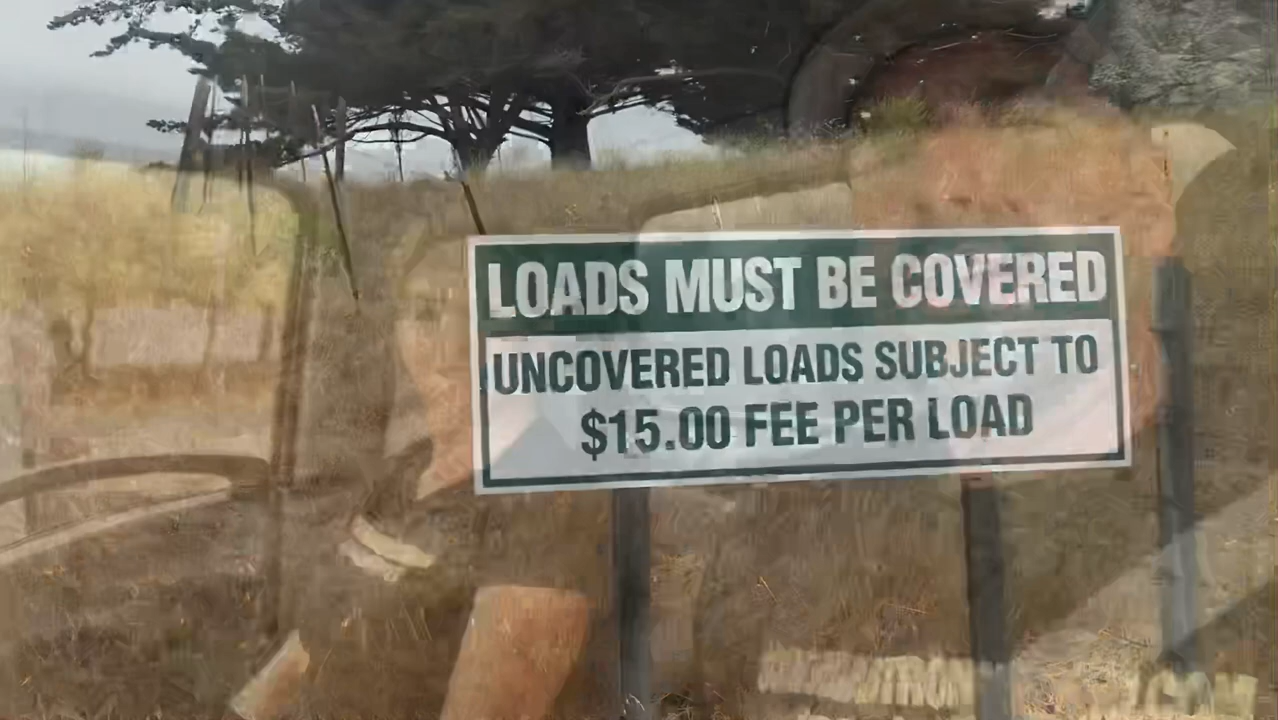 LOADS MUST BE COVERED
UNCOVERED LOADS SUBJECT TO
$15.00 FEE PER LOAD